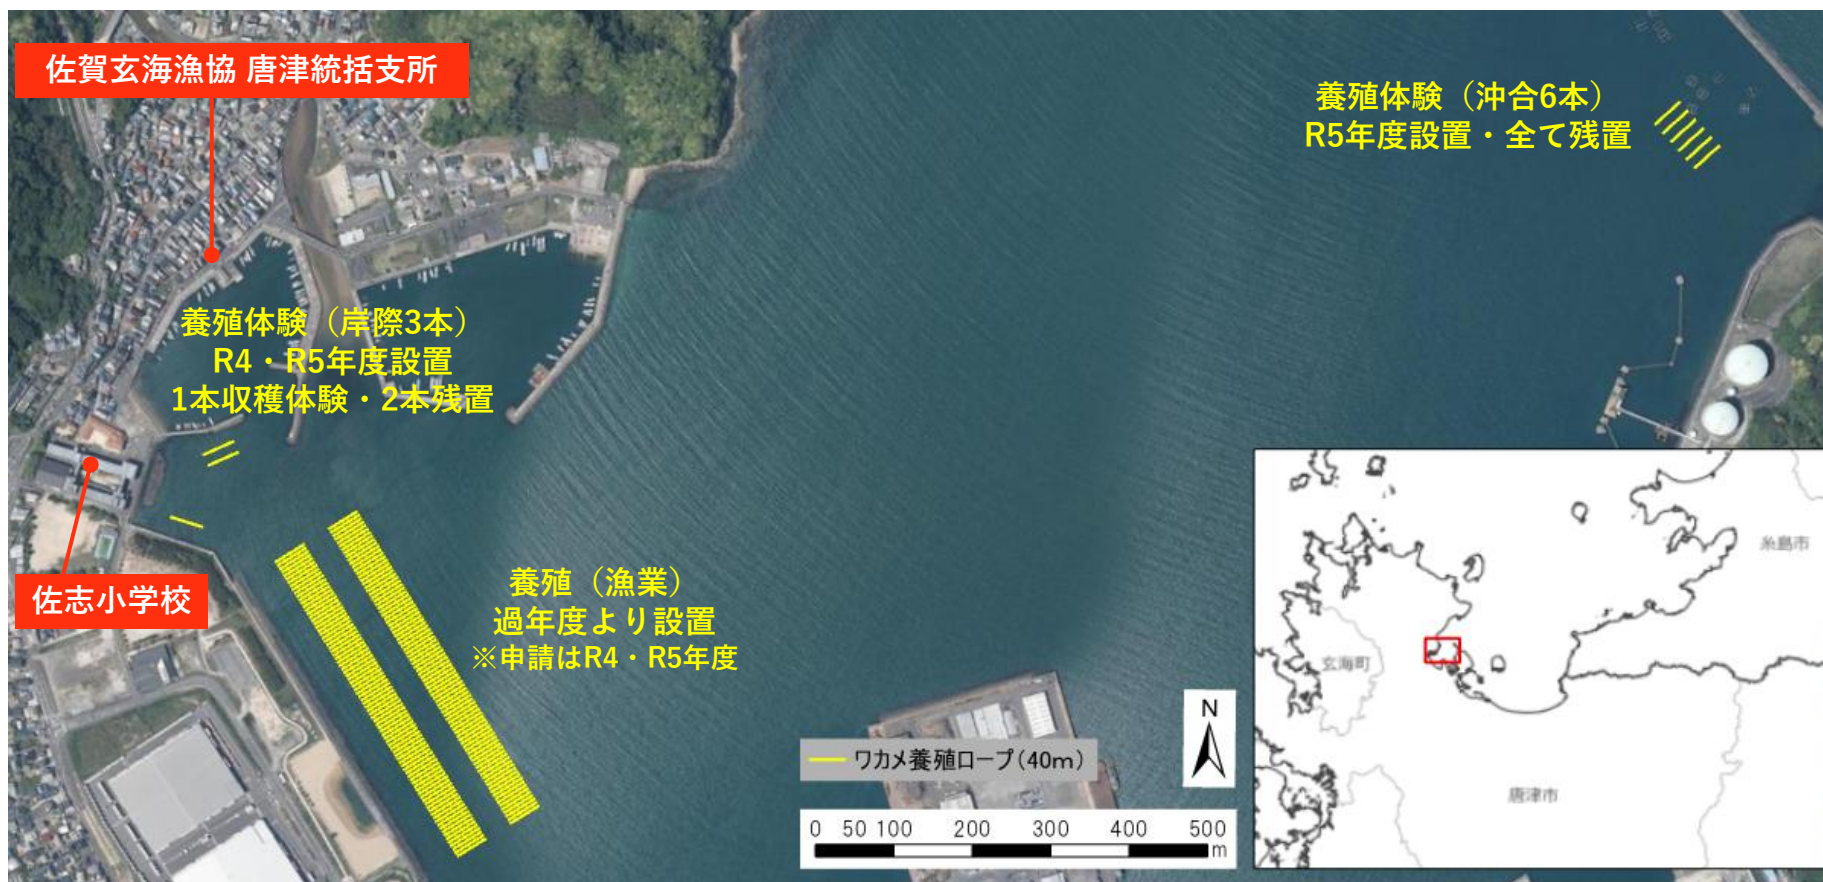 佐賀玄海漁協 唐津統括支所
養殖体験（沖合6本）
R5年度設置・全て残置
養殖体験（岸際3本）
R4・R5年度設置
1本収穫体験・2本残置
佐志小学校
養殖（漁業）
過年度より設置
※申請はR4・R5年度
ワカメ養殖ロープ(40m)
N
0 50 100 200 300 400 500
m
糸島市
玄海町
唐津市